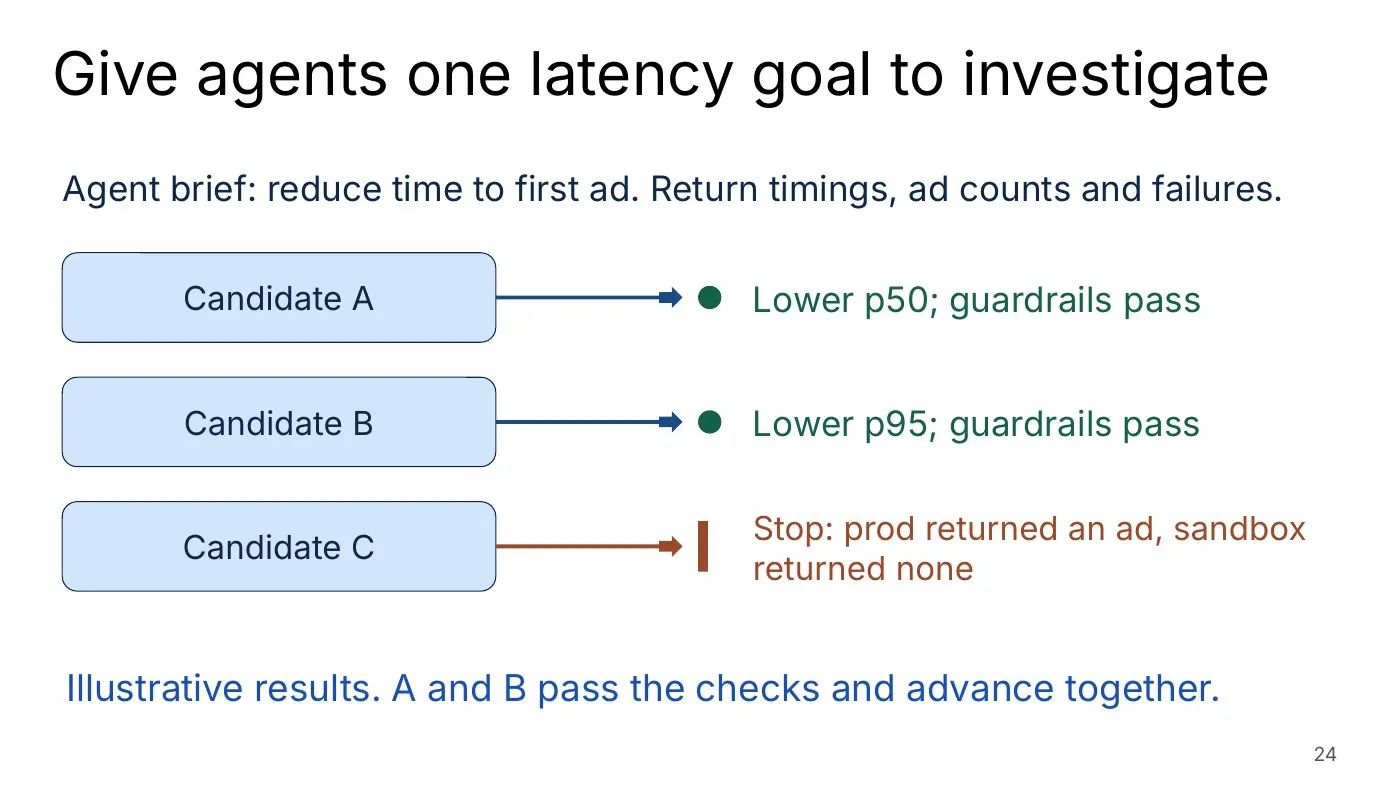 Give agents one latency goal to investigate
Agent brief: reduce time to first ad. Return timings, ad counts and failures.
Candidate A
Lower p50; guardrails pass
Candidate B
Lower p95; guardrails pass
Candidate C
Stop: prod returned an ad, sandbox
returned none
Illustrative results. A and B pass the checks and advance together.
24